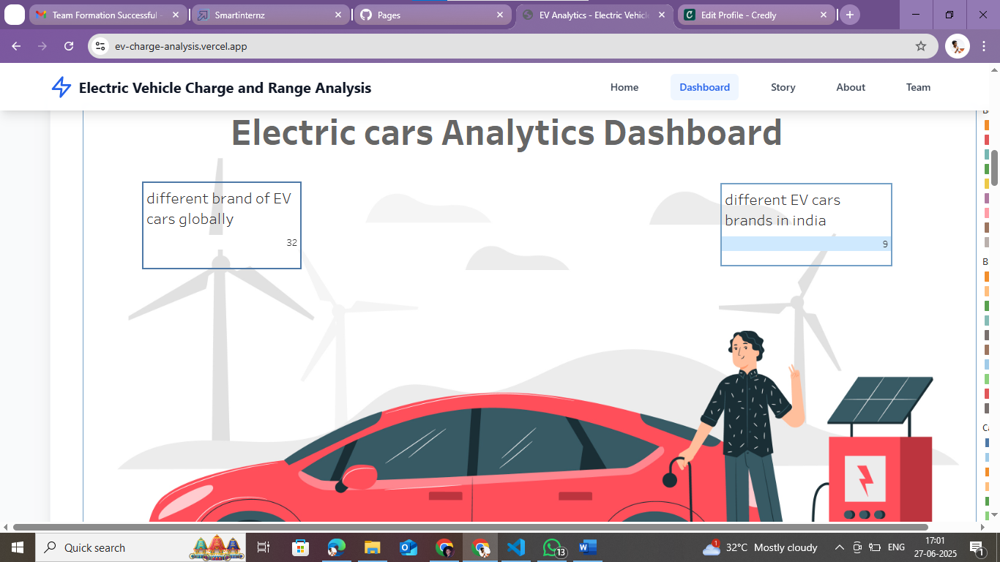 Team Formation Successful
Smartinternz
Pages
EV Analytics - Electric Vehicle
Edit Profile - Credly
ev-charge-analysis.vercel.app
Electric Vehicle Charge and Range Analysis
Home
Dashboard
Story
About
Team
Electric cars Analytics Dashboard
different brand of EV
cars globally
32
different EV cars
brands in india
9
B
Quick search
13
1
32°C Mostly cloudy
ENG
17:01
27-06-2025
1